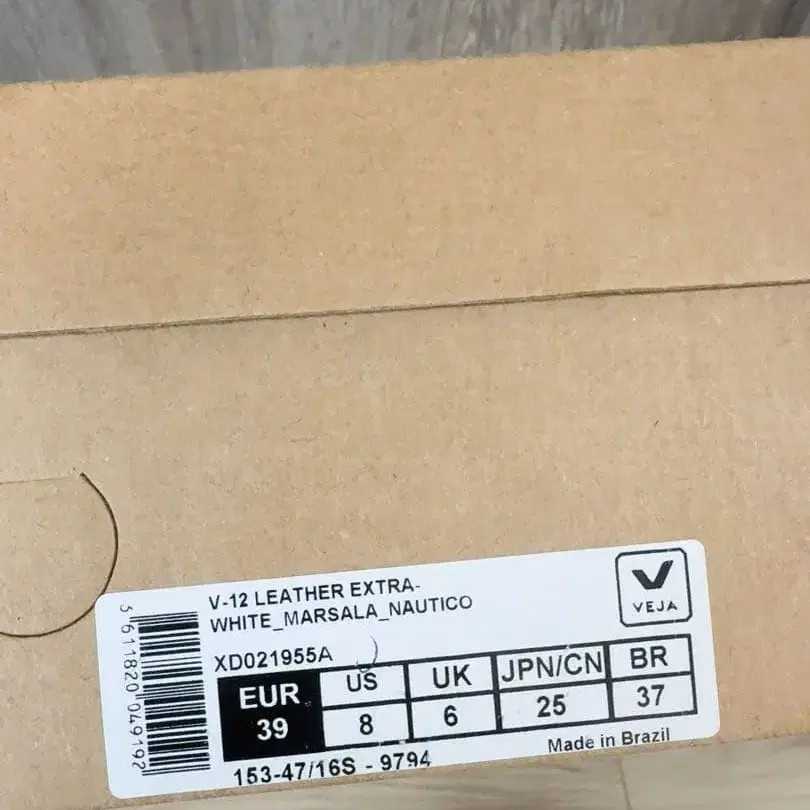 V-12 LEATHER EXTRA-
WHITE_MARSALA_NAUTICO
VEJA
XD021955A
EUR US UK JPN/CN BR
39 8 6 25 37
153-47/16S - 9794
Made in Brazil
5 611820 049192